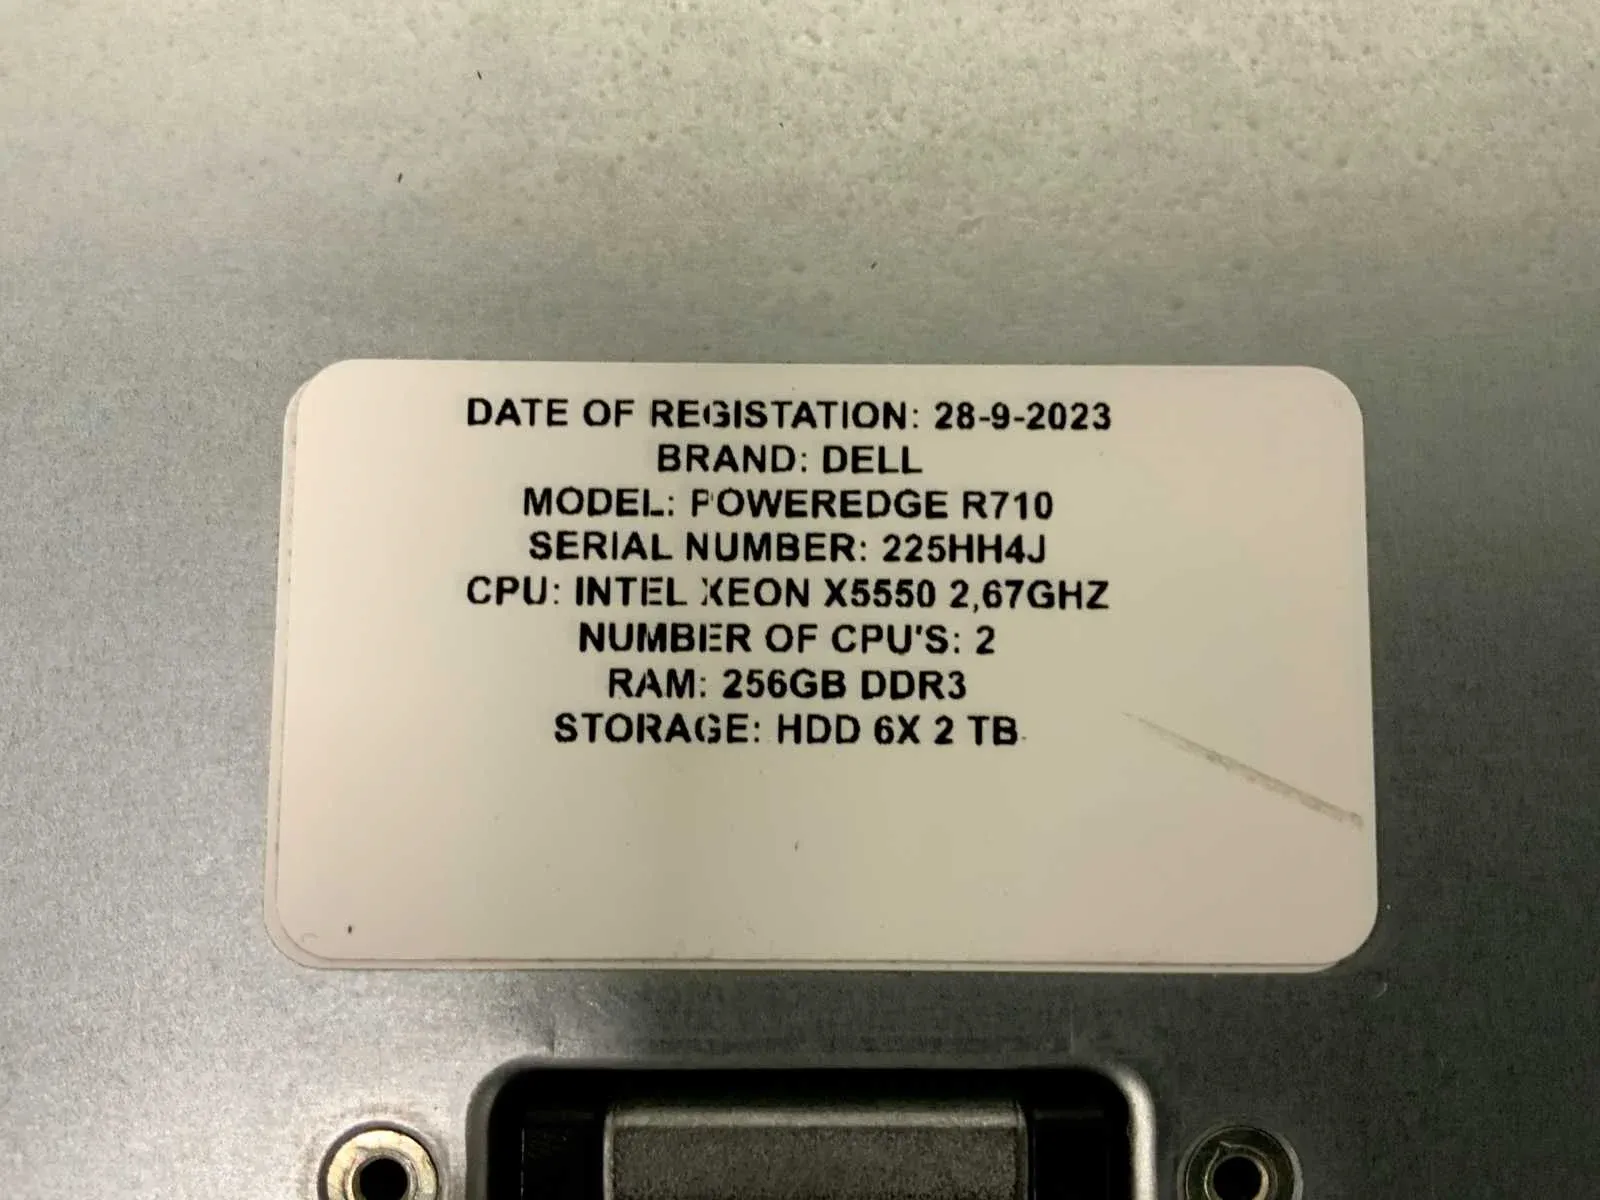 DATE OF REGISTATION: 28-9-2023
BRAND: DELL
MODEL: POWEREDGE R710
SERIAL NUMBER: 225HH4J
CPU: INTEL XEON X5550 2,67GHZ
NUMBER OF CPU'S: 2
RAM: 256GB DDR3
STORAGE: HDD 6X 2 TB